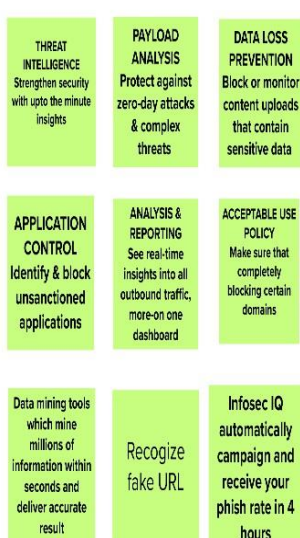 THREAT
INTELLIGENCE
Strengthen security
with upto the minute
insights
PAYLOAD
ANALYSIS
Protect against
zero-day attacks
& complex
threats
DATA LOSS
PREVENTION
Block or monitor
content uploads
that contain
sensitive data
APPLICATION
CONTROL
Identify & block
unsanctioned
applications
ANALYSIS &
REPORTING
See real-time
insights into all
outbound traffic,
more-on one
dashboard
ACCEPTABLE USE
POLICY
Make sure that
completely
blocking certain
domains
Data mining tools
which mine
millions of
information within
seconds and
deliver accurate
result
Recogize
fake URL
Infosec IQ
automatically
campaign and
receive your
phish rate in 4
hours